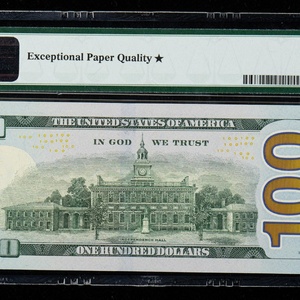 Exceptional Paper Quality ★
THE UNITED STATES OF AMERICA
IN GOD WE TRUST
100
ONE HUNDRED DOLLARS